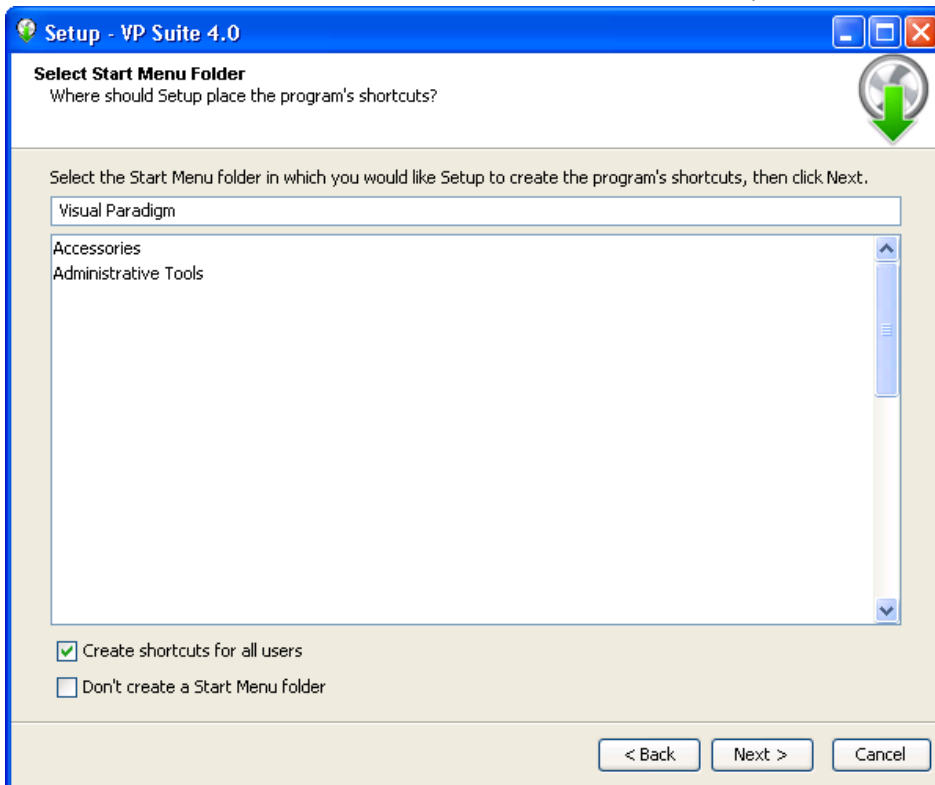 Setup - VP Suite 4.0
Select Start Menu Folder
Where should Setup place the program's shortcuts?
Select the Start Menu folder in which you would like Setup to create the program's shortcuts, then click Next.
Visual Paradigm
Accessories
Administrative Tools
Create shortcuts for all users
Don't create a Start Menu folder
< Back Next > Cancel